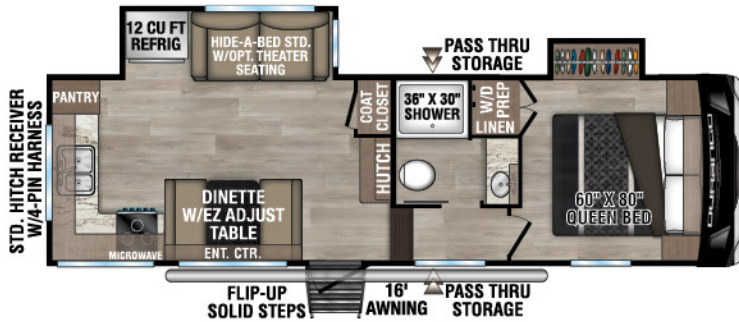 12 CU FT
REFRIG
HIDE-A-BED STD.
W/OPT. THEATER
SEATING
PASS THRU
STORAGE
PANTRY
COAT
CLOSET
36" X 30"
SHOWER
W/D
PREP
LINEN
STD. HITCH RECEIVER
W/4-PIN HARNESS
HUTCH
DINETTE
W/EZ ADJUST
TABLE
60" X 80"
QUEEN BED
DURANGO
MICROWAVE
ENT. CTR.
FLIP-UP
SOLID STEPS
16'
AWNING
PASS THRU
STORAGE